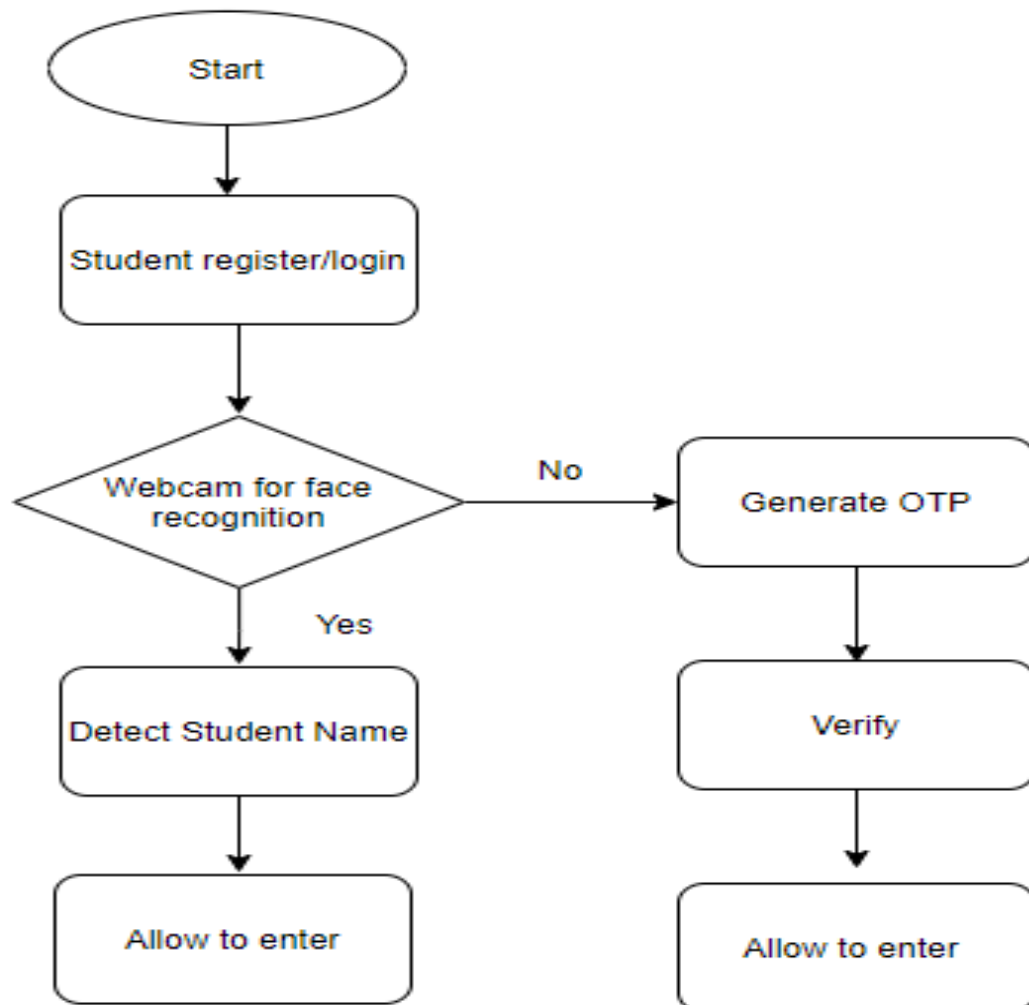 Start
Student register/login
Webcam for face
recognition
No
Generate OTP
Yes
Detect Student Name
Verify
Allow to enter
Allow to enter